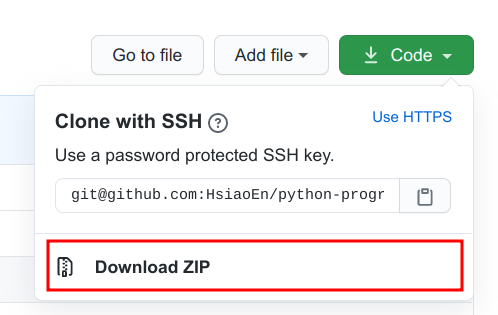 Go to file Add file Code
Clone with SSH ? Use HTTPS
Use a password protected SSH key.
git@github.com:HsiaoEn/python-progr
Download ZIP